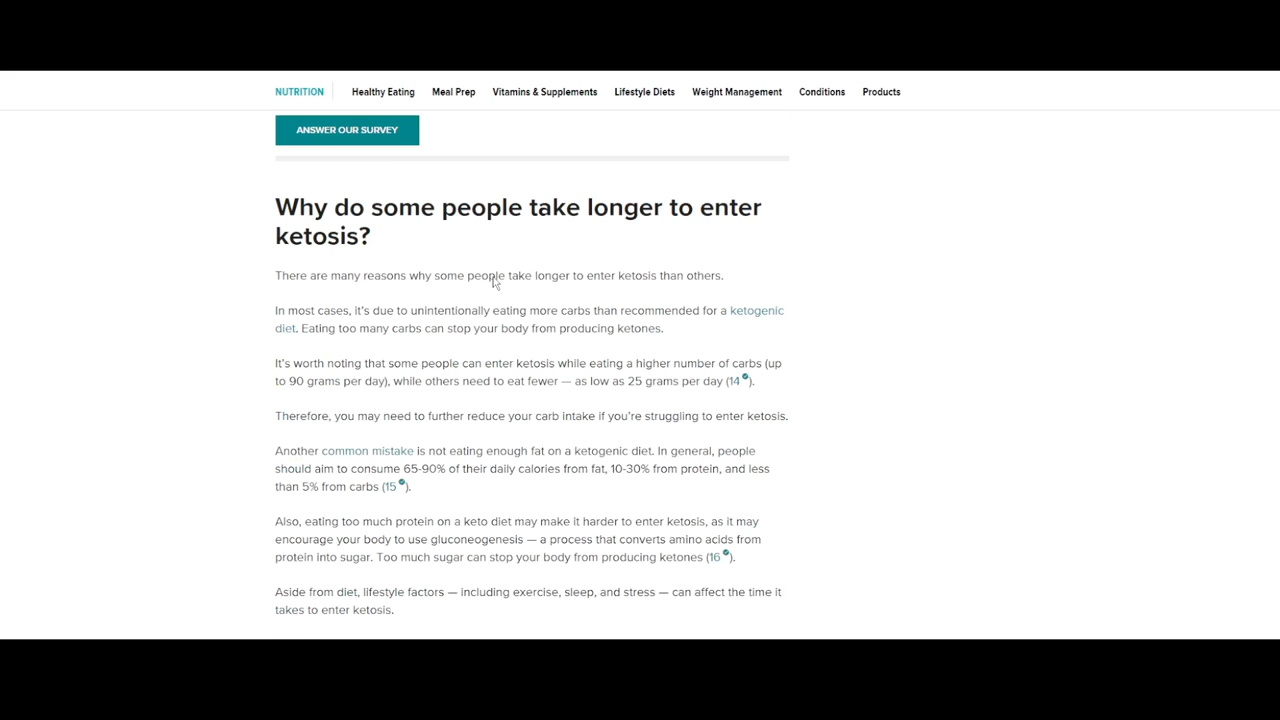 NUTRITION Healthy Eating Meal Prep Vitamins & Supplements Lifestyle Diets Weight Management Conditions Products
ANSWER OUR SURVEY
Why do some people take longer to enter
ketosis?
There are many reasons why some people take longer to enter ketosis than others.
In most cases, it's due to unintentionally eating more carbs than recommended for a ketogenic
diet. Eating too many carbs can stop your body from producing ketones.
It's worth noting that some people can enter ketosis while eating a higher number of carbs (up
to 90 grams per day), while others need to eat fewer — as low as 25 grams per day (14).
Therefore, you may need to further reduce your carb intake if you're struggling to enter ketosis.
Another common mistake is not eating enough fat on a ketogenic diet. In general, people
should aim to consume 65-90% of their daily calories from fat, 10-30% from protein, and less
than 5% from carbs (15).
Also, eating too much protein on a keto diet may make it harder to enter ketosis, as it may
encourage your body to use gluconeogenesis — a process that converts amino acids from
protein into sugar. Too much sugar can stop your body from producing ketones (16).
Aside from diet, lifestyle factors — including exercise, sleep, and stress — can affect the time it
takes to enter ketosis.